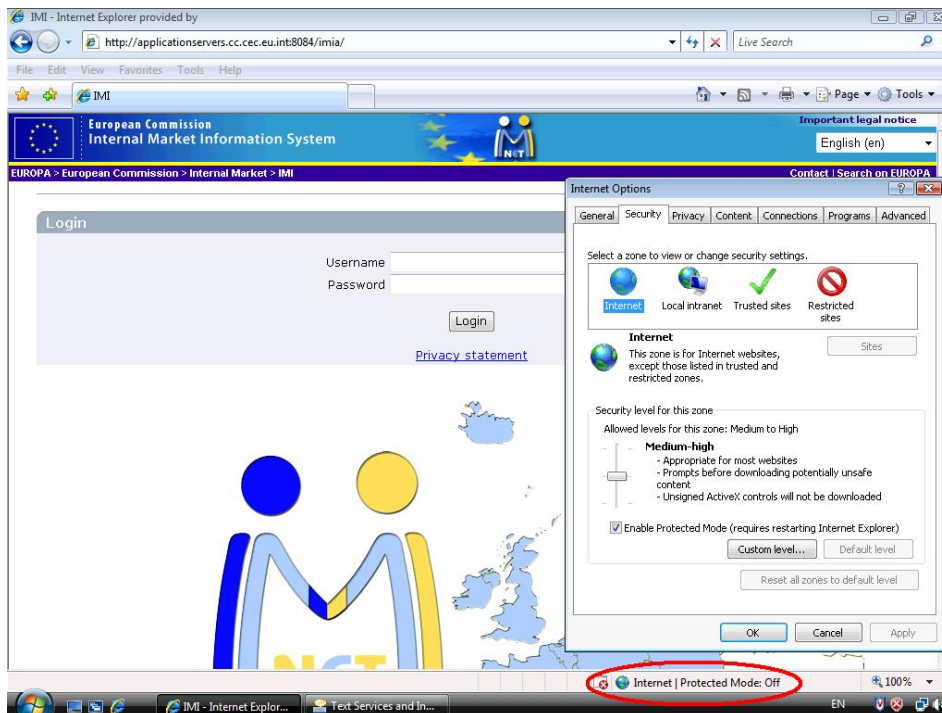 IMI - Internet Explorer provided by
http://applicationservers.cc.cec.eu.int:8084/imia/
Live Search
File Edit View Favorites Tools Help
IMI
Page Tools
European Commission
Internal Market Information System
NET
Important legal notice
English (en)
EUROPA > European Commission > Internal Market > IMI
Contact | Search on EUROPA
Login
Username
Password
Login
Privacy statement
NET
Internet Options
General Security Privacy Content Connections Programs Advanced
Select a zone to view or change security settings.
Internet Local intranet Trusted sites Restricted
sites
Internet
This zone is for Internet websites,
except those listed in trusted and
restricted zones.
Sites
Security level for this zone
Allowed levels for this zone: Medium to High
Medium-high
- Appropriate for most websites
- Prompts before downloading potentially unsafe
content
- Unsigned ActiveX controls will not be downloaded
Enable Protected Mode (requires restarting Internet Explorer)
Custom level... Default level
Reset all zones to default level
OK Cancel Apply
Internet | Protected Mode: Off
100%
IMI - Internet Explor... Text Services and In...
EN